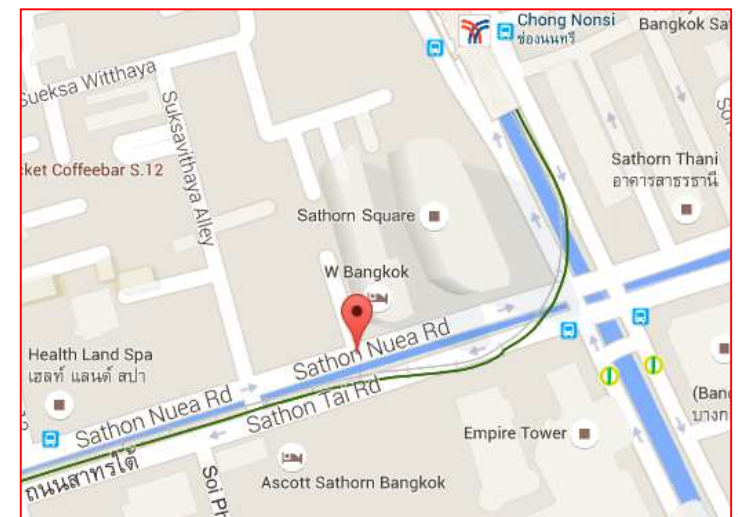 Chong Nonsi
ช่องนนทรี
Bangkok
Sueksa Witthaya
Suksavithaya Alley
ket Coffeebar S.12
Sathorn Thani
อาคารสาธรธานี
Sathorn Square
W Bangkok
Sathon Nuea Rd
Health Land Spa
เฮลท์ แลนด์ สปา
Sathon Nuea Rd
Sathon Tai Rd
Empire Tower
(Ban
บางก
ถนนสาทรใต้
Soi Ph
Ascott Sathorn Bangkok